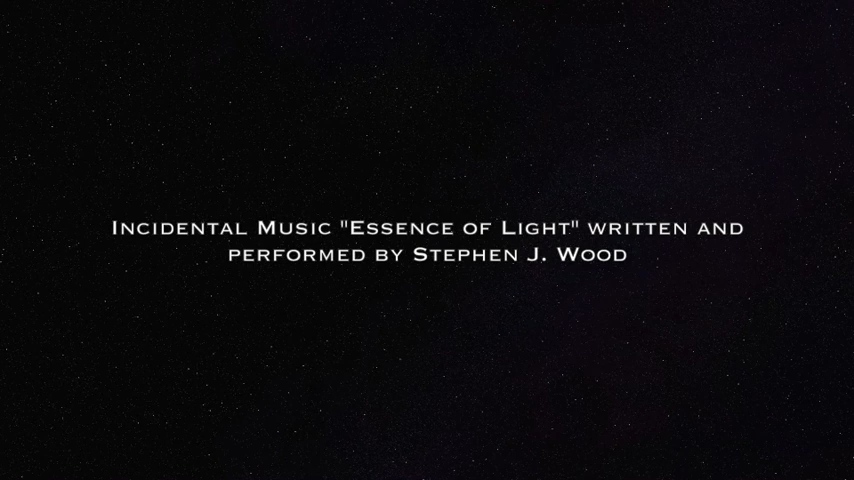 Incidental Music "Essence of Light" written and
performed by Stephen J. Wood